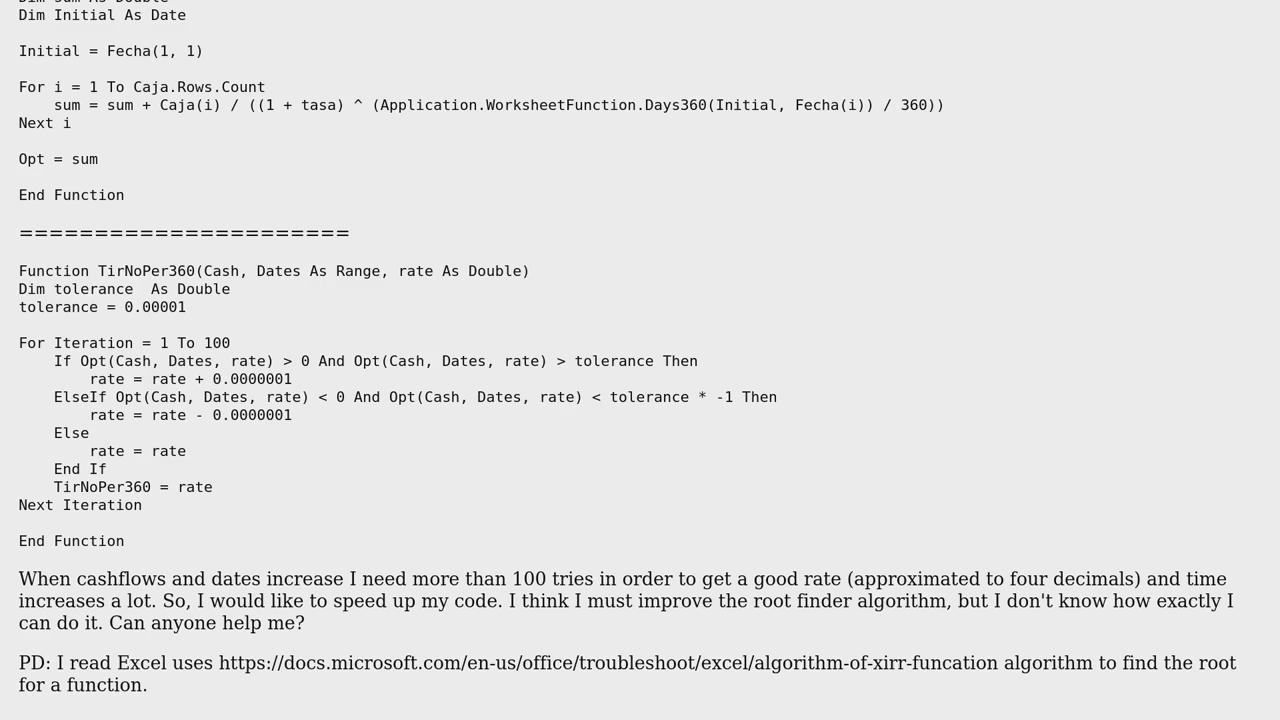 Dim sum As Double
Dim Initial As Date
Initial = Fecha(1, 1)
For i = 1 To Caja.Rows.Count
    sum = sum + Caja(i) / ((1 + tasa) ^ (Application.WorksheetFunction.Days360(Initial, Fecha(i)) / 360))
Next i
Opt = sum
End Function
======================
Function TirNoPer360(Cash, Dates As Range, rate As Double)
Dim tolerance  As Double
tolerance = 0.00001
For Iteration = 1 To 100
    If Opt(Cash, Dates, rate) > 0 And Opt(Cash, Dates, rate) > tolerance Then
        rate = rate + 0.0000001
    ElseIf Opt(Cash, Dates, rate) < 0 And Opt(Cash, Dates, rate) < tolerance * -1 Then
        rate = rate - 0.0000001
    Else
        rate = rate
    End If
    TirNoPer360 = rate
Next Iteration
End Function
When cashflows and dates increase I need more than 100 tries in order to get a good rate (approximated to four decimals) and time
increases a lot. So, I would like to speed up my code. I think I must improve the root finder algorithm, but I don't know how exactly I
can do it. Can anyone help me?
PD: I read Excel uses https://docs.microsoft.com/en-us/office/troubleshoot/excel/algorithm-of-xirr-funcation algorithm to find the root
for a function.